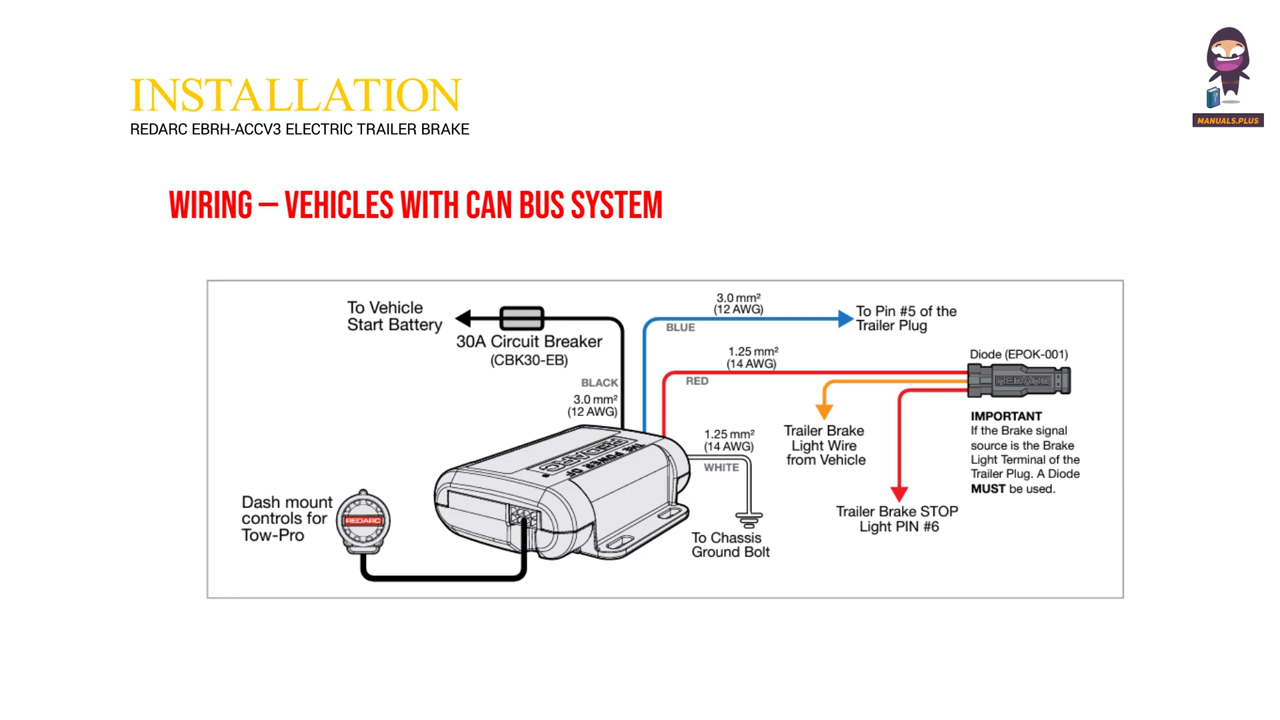 INSTALLATION
REDARC EBRH-ACCV3 ELECTRIC TRAILER BRAKE
MANUALS.PLUS
WIRING – VEHICLES WITH CAN BUS SYSTEM
To Vehicle
Start Battery
30A Circuit Breaker
(CBK30-EB)
BLACK
3.0 mm²
(12 AWG)
3.0 mm²
(12 AWG)
BLUE
To Pin #5 of the
Trailer Plug
1.25 mm²
(14 AWG)
RED
Diode (EPOK-001)
REDARC
IMPORTANT
If the Brake signal
source is the Brake
Light Terminal of the
Trailer Plug. A Diode
MUST be used.
Trailer Brake
Light Wire
from Vehicle
Trailer Brake STOP
Light PIN #6
1.25 mm²
(14 AWG)
WHITE
To Chassis
Ground Bolt
THE POWER OF
REDARC
Dash mount
controls for
Tow-Pro
REDARC